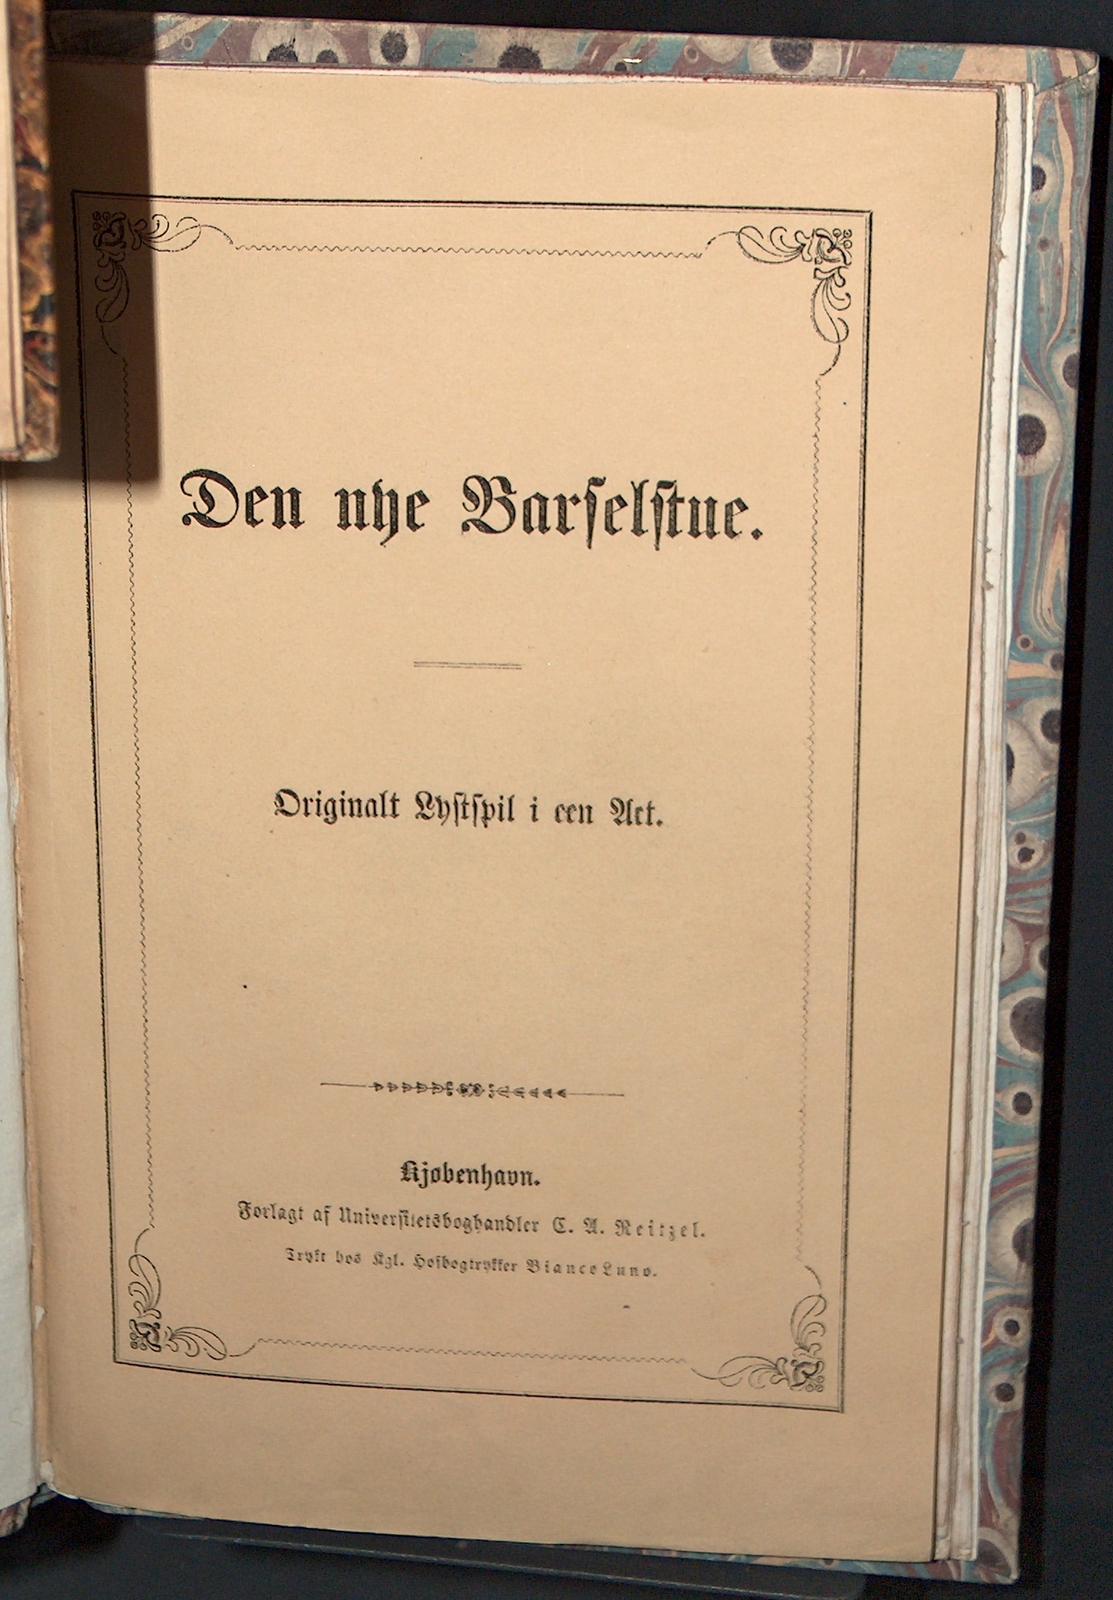 Den nye Barselstue.
Originalt Lystspil i een Act.
Kjøbenhavn.
Forlagt af Universitetsboghandler C. A. Reitzel.
Trykt hos Kgl. Hofbogtrykker Bianco Luno.